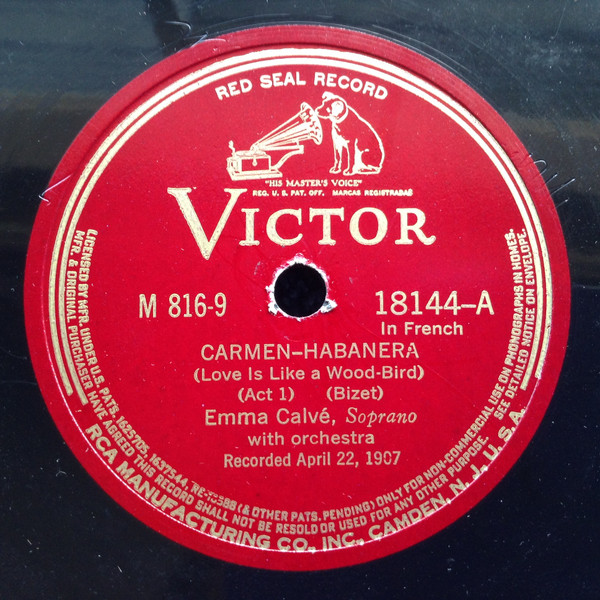 RED SEAL RECORD
"HIS MASTER'S VOICE"
REG. U. S. PAT. OFF. MARCAS REGISTRADAS
VICTOR
M 816-9
18144-A
In French
CARMEN-HABANERA
(Love Is Like a Wood-Bird)
(Act 1) (Bizet)
Emma Calvé, Soprano
with orchestra
Recorded April 22, 1907
LICENSED BY MFR. UNDER U.S. PATS. 1625705, 1637544, RE- (& OTHER PATS. PENDING) ONLY FOR NON-COMMERCIAL USE ON PHONOGRAPHS IN HOMES.
MFR. & ORIGINAL PURCHASER HAVE AGREED THIS RECORD SHALL NOT BE RESOLD OR USED FOR ANY OTHER PURPOSE. SEE DETAILED NOTICE ON ENVELOPE.
RCA MANUFACTURING CO., INC., CAMDEN, N. J., U. S. A.